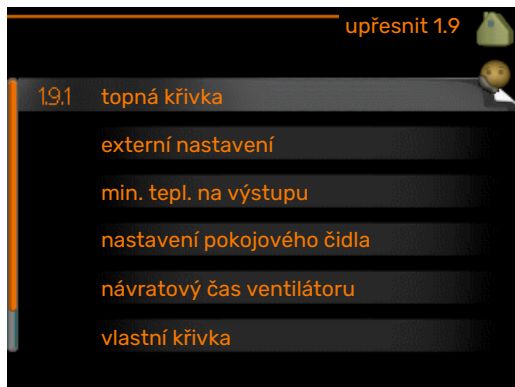 upřesnit 1.9
1.9.1 topná křivka
externí nastavení
min. tepl. na výstupu
nastavení pokojového čidla
návratový čas ventilátoru
vlastní křivka